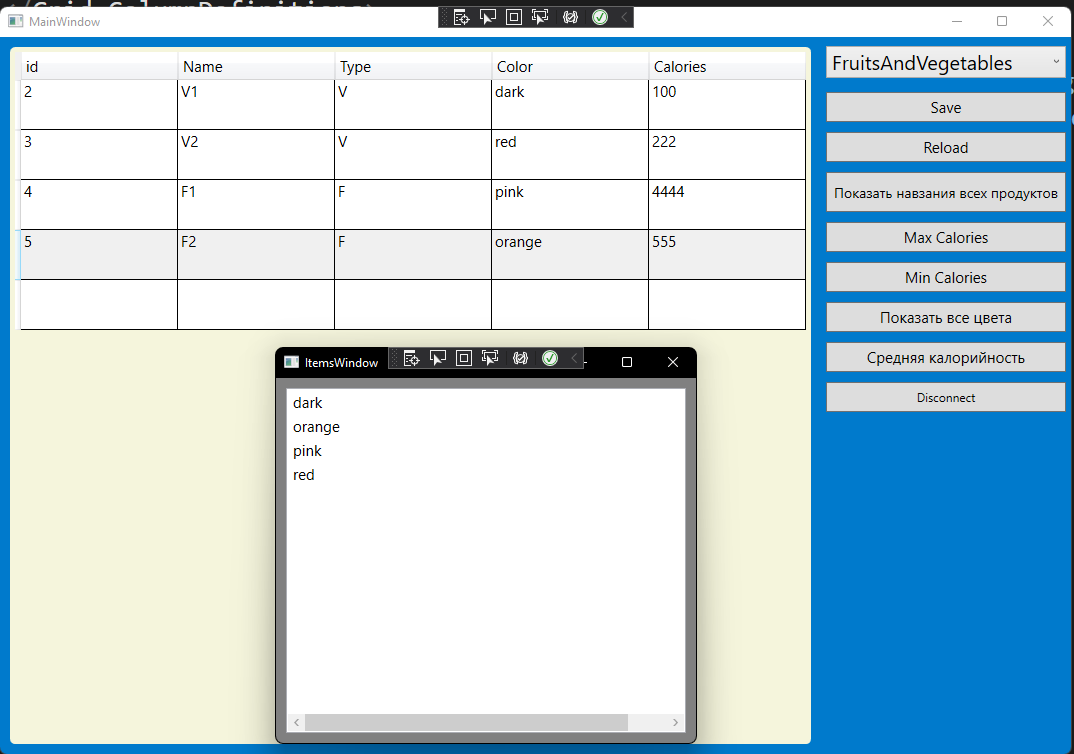 MainWindow
id Name Type Color Calories
2 V1 V dark 100
3 V2 V red 222
4 F1 F pink 4444
5 F2 F orange 555
FruitsAndVegetables
Save
Reload
Показать навзания всех продуктов
Max Calories
Min Calories
Показать все цвета
Средняя калорийность
Disconnect
ItemsWindow
dark
orange
pink
red